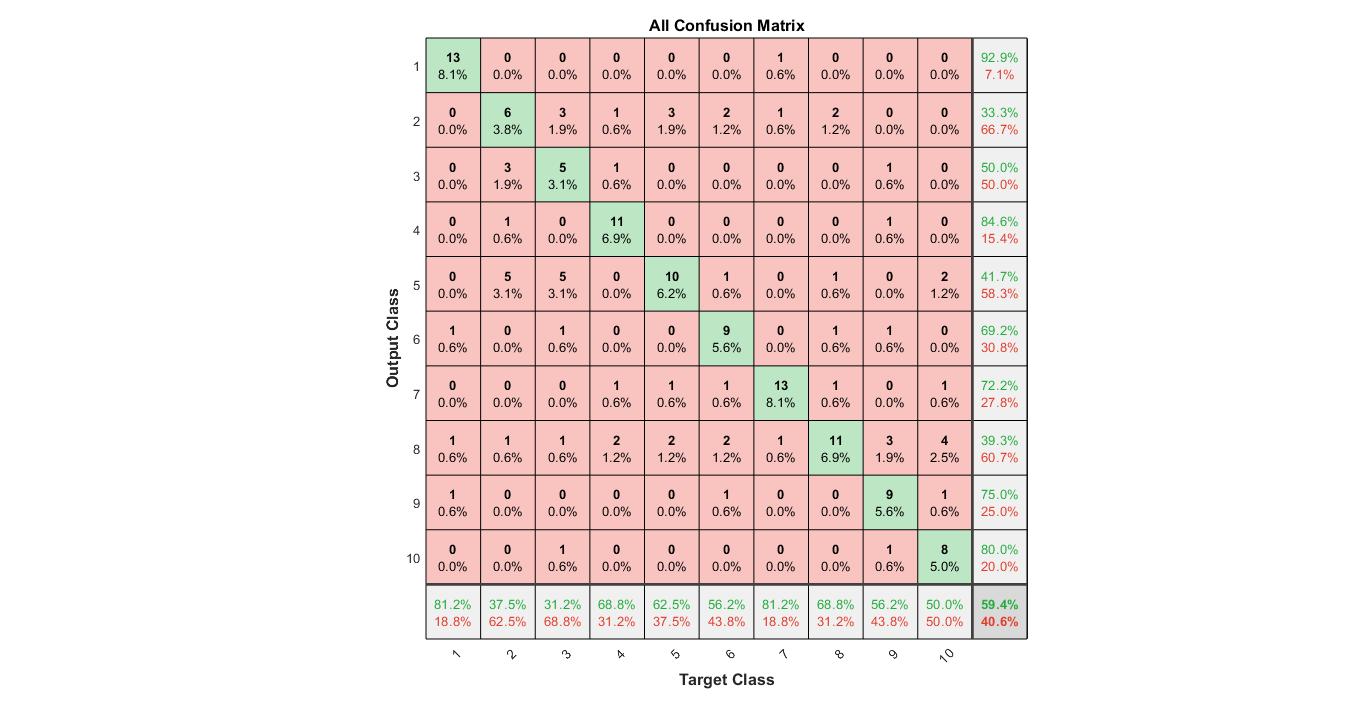 All Confusion Matrix
13 0 0 0 0 0 1 0 0 0 92.9%
1
8.1% 0.0% 0.0% 0.0% 0.0% 0.0% 0.6% 0.0% 0.0% 0.0% 7.1%
0 6 3 1 3 2 1 2 0 0 33.3%
2
0.0% 3.8% 1.9% 0.6% 1.9% 1.2% 0.6% 1.2% 0.0% 0.0% 66.7%
0 3 5 1 0 0 0 0 1 0 50.0%
3
0.0% 1.9% 3.1% 0.6% 0.0% 0.0% 0.0% 0.0% 0.6% 0.0% 50.0%
0 1 0 11 0 0 0 0 1 0 84.6%
4
0.0% 0.6% 0.0% 6.9% 0.0% 0.0% 0.0% 0.0% 0.6% 0.0% 15.4%
0 5 5 0 10 1 0 1 0 2 41.7%
5
0.0% 3.1% 3.1% 0.0% 6.2% 0.6% 0.0% 0.6% 0.0% 1.2% 58.3%
1 0 1 0 0 9 0 1 1 0 69.2%
6
0.6% 0.0% 0.6% 0.0% 0.0% 5.6% 0.0% 0.6% 0.6% 0.0% 30.8%
0 0 0 1 1 1 13 1 0 1 72.2%
7
0.0% 0.0% 0.0% 0.6% 0.6% 0.6% 8.1% 0.6% 0.0% 0.6% 27.8%
1 1 1 2 2 2 1 11 3 4 39.3%
8
0.6% 0.6% 0.6% 1.2% 1.2% 1.2% 0.6% 6.9% 1.9% 2.5% 60.7%
1 0 0 0 0 1 0 0 9 1 75.0%
9
0.6% 0.0% 0.0% 0.0% 0.0% 0.6% 0.0% 0.0% 5.6% 0.6% 25.0%
0 0 1 0 0 0 0 0 1 8 80.0%
10
0.0% 0.0% 0.6% 0.0% 0.0% 0.0% 0.0% 0.0% 0.6% 5.0% 20.0%
81.2% 37.5% 31.2% 68.8% 62.5% 56.2% 81.2% 68.8% 56.2% 50.0% 59.4%
18.8% 62.5% 68.8% 31.2% 37.5% 43.8% 18.8% 31.2% 43.8% 50.0% 40.6%
1 2 3 4 5 6 7 8 9 10
Target Class
Output Class